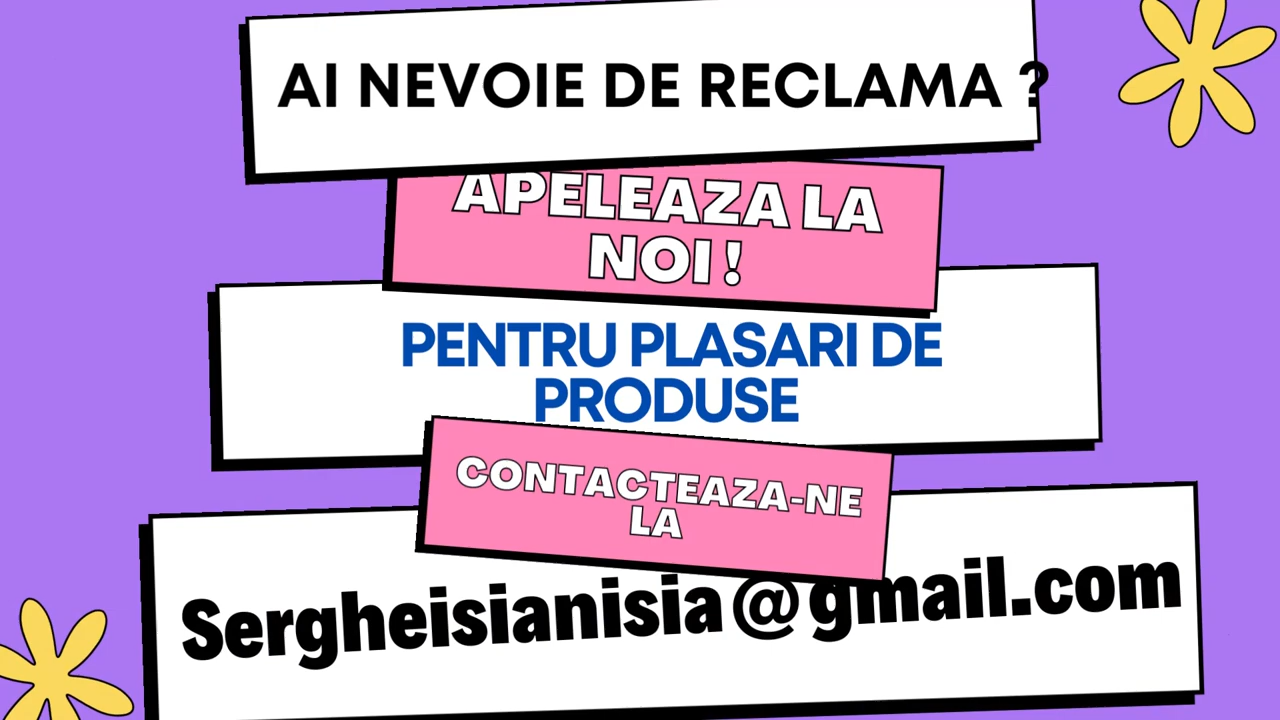 AI NEVOIE DE RECLAMA ?
APELEAZA LA
NOI !
PENTRU PLASARI DE
PRODUSE
CONTACTEAZA-NE
LA
Sergheisianisia@gmail.com